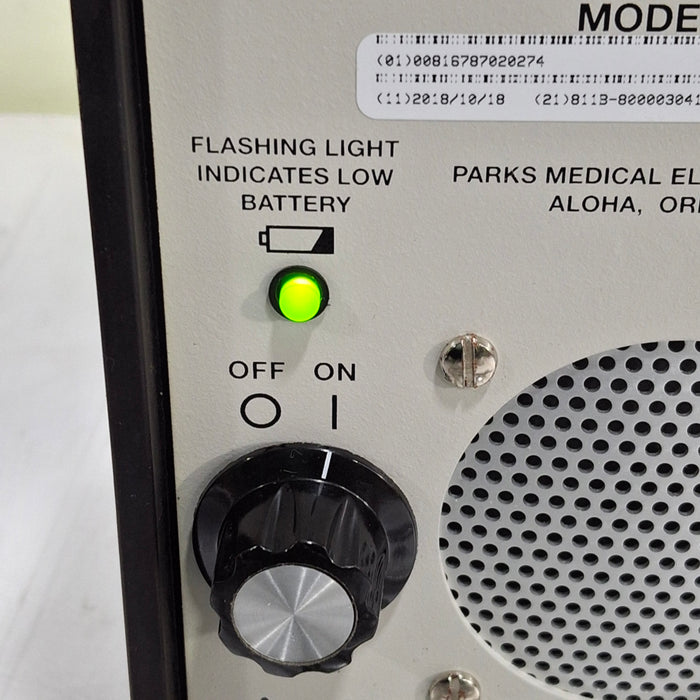 MODE
(01)00816787020274
(11)2018/10/18 (21)811B-800003041
FLASHING LIGHT
INDICATES LOW
BATTERY
PARKS MEDICAL EL
ALOHA, OR
OFF ON